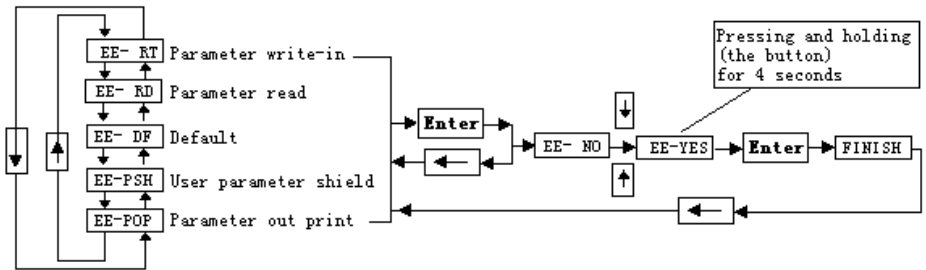 EE- RT Parameter write-in
EE- RD Parameter read
EE- DF Default
EE-PSH User parameter shield
EE-POP Parameter out print
Enter
EE- NO
Pressing and holding
(the button)
for 4 seconds
EE-YES
Enter
FINISH